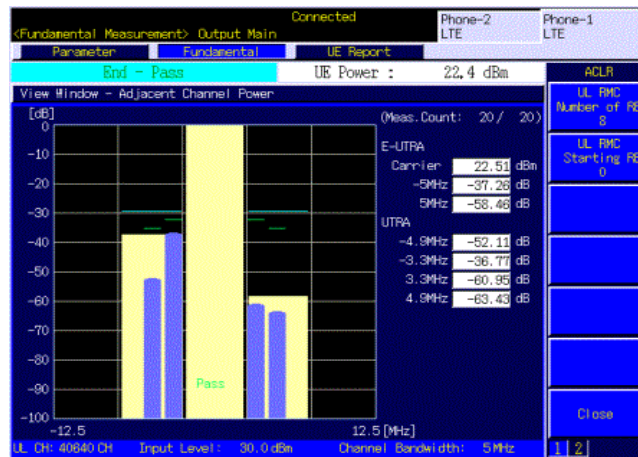 Connected
<Fundamental Measurement> Output Main
Phone-2
LTE
Phone-1
LTE
Parameter Fundamental UE Report
End - Pass UE Power : 22.4 dBm ACLR
View Window - Adjacent Channel Power
UL RMC
Number of RB
8
UL RMC
Starting RB
0
Close
1 2
[dB]
0
-10
-20
-30
-40
-50
-60
-70
-80
-90
-100
Pass
-12.5 12.5[MHz]
(Meas.Count: 20/ 20)
E-UTRA
Carrier 22.51 dBm
-5MHz -37.26 dB
5MHz -58.46 dB
UTRA
-4.9MHz -52.11 dB
-3.3MHz -36.77 dB
3.3MHz -60.95 dB
4.9MHz -63.43 dB
UL CH: 40640 CH Input Level: 30.0 dBm Channel Bandwidth: 5 MHz